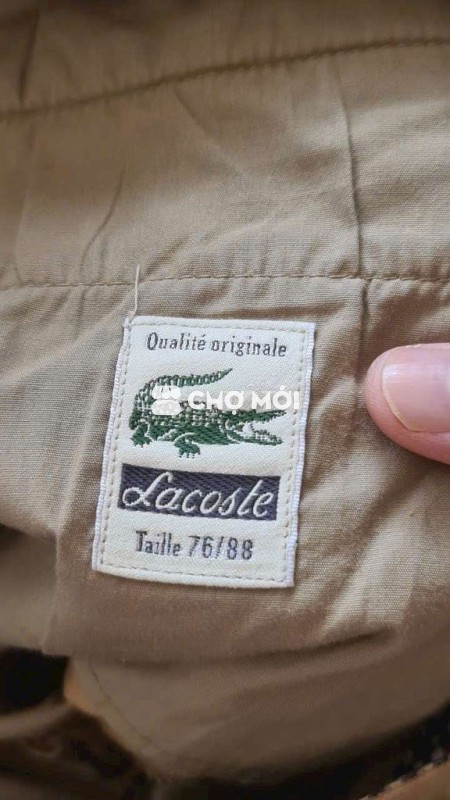 Qualité originale
CHỢ MỚI
Lacoste
Taille 76/88